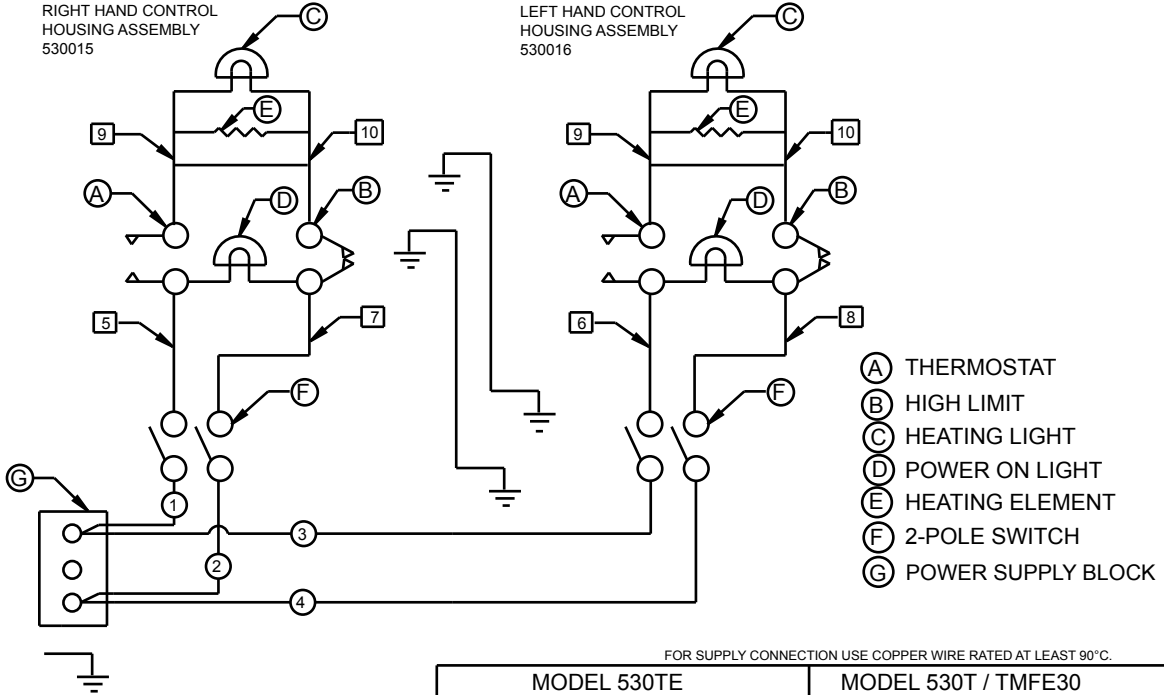 RIGHT HAND CONTROL
HOUSING ASSEMBLY
530015
C
E
9
10
A
D
B
5
7
F
G
1
3
2
4
LEFT HAND CONTROL
HOUSING ASSEMBLY
530016
C
E
9
10
A
D
B
6
8
F
A THERMOSTAT
B HIGH LIMIT
C HEATING LIGHT
D POWER ON LIGHT
E HEATING ELEMENT
F 2-POLE SWITCH
G POWER SUPPLY BLOCK
FOR SUPPLY CONNECTION USE COPPER WIRE RATED AT LEAST 90°C.
MODEL 530TE
MODEL 530T / TMFE30